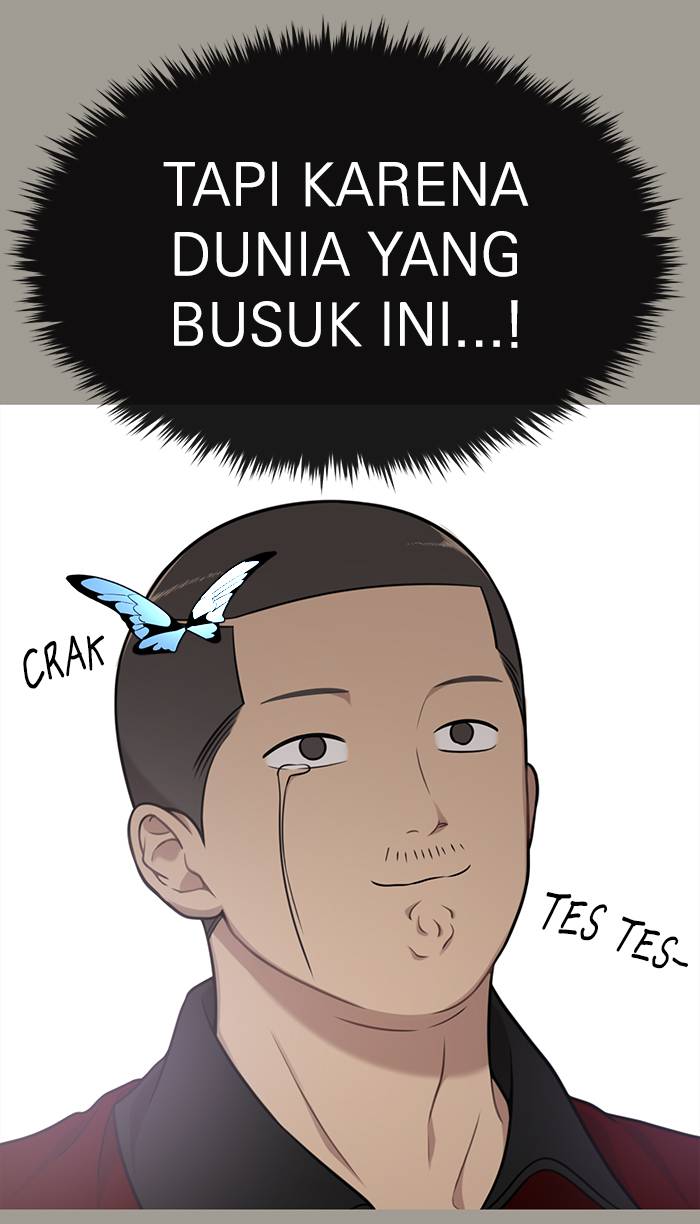 TAPI KARENA
DUNIA YANG
BUSUK INI...!
CRAK
TES TES-